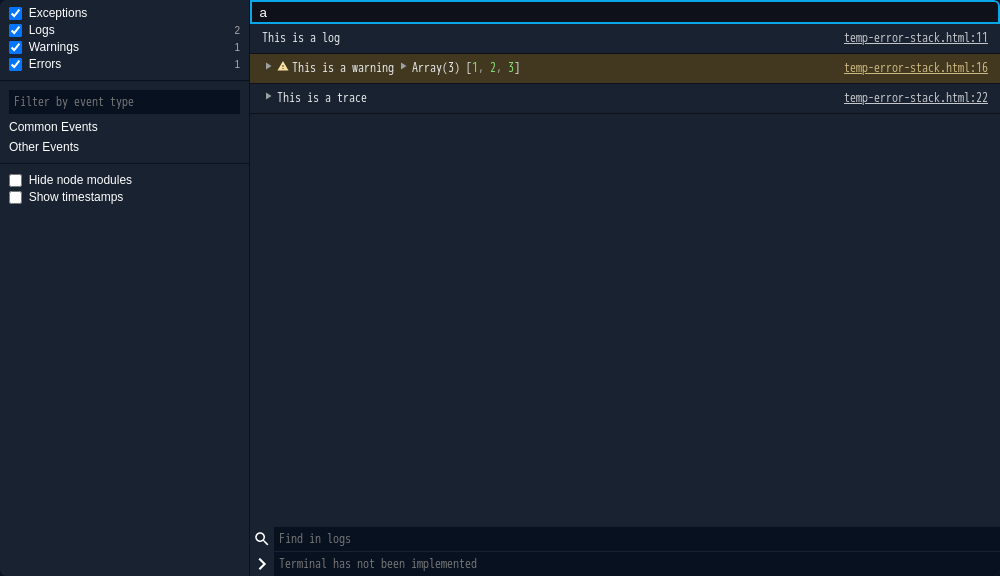 Exceptions
Logs 2
Warnings 1
Errors 1
Filter by event type
Common Events
Other Events
Hide node modules
Show timestamps
a
This is a log temp-error-stack.html:11
This is a warning Array(3) [1, 2, 3] temp-error-stack.html:16
This is a trace temp-error-stack.html:22
Find in logs
Terminal has not been implemented